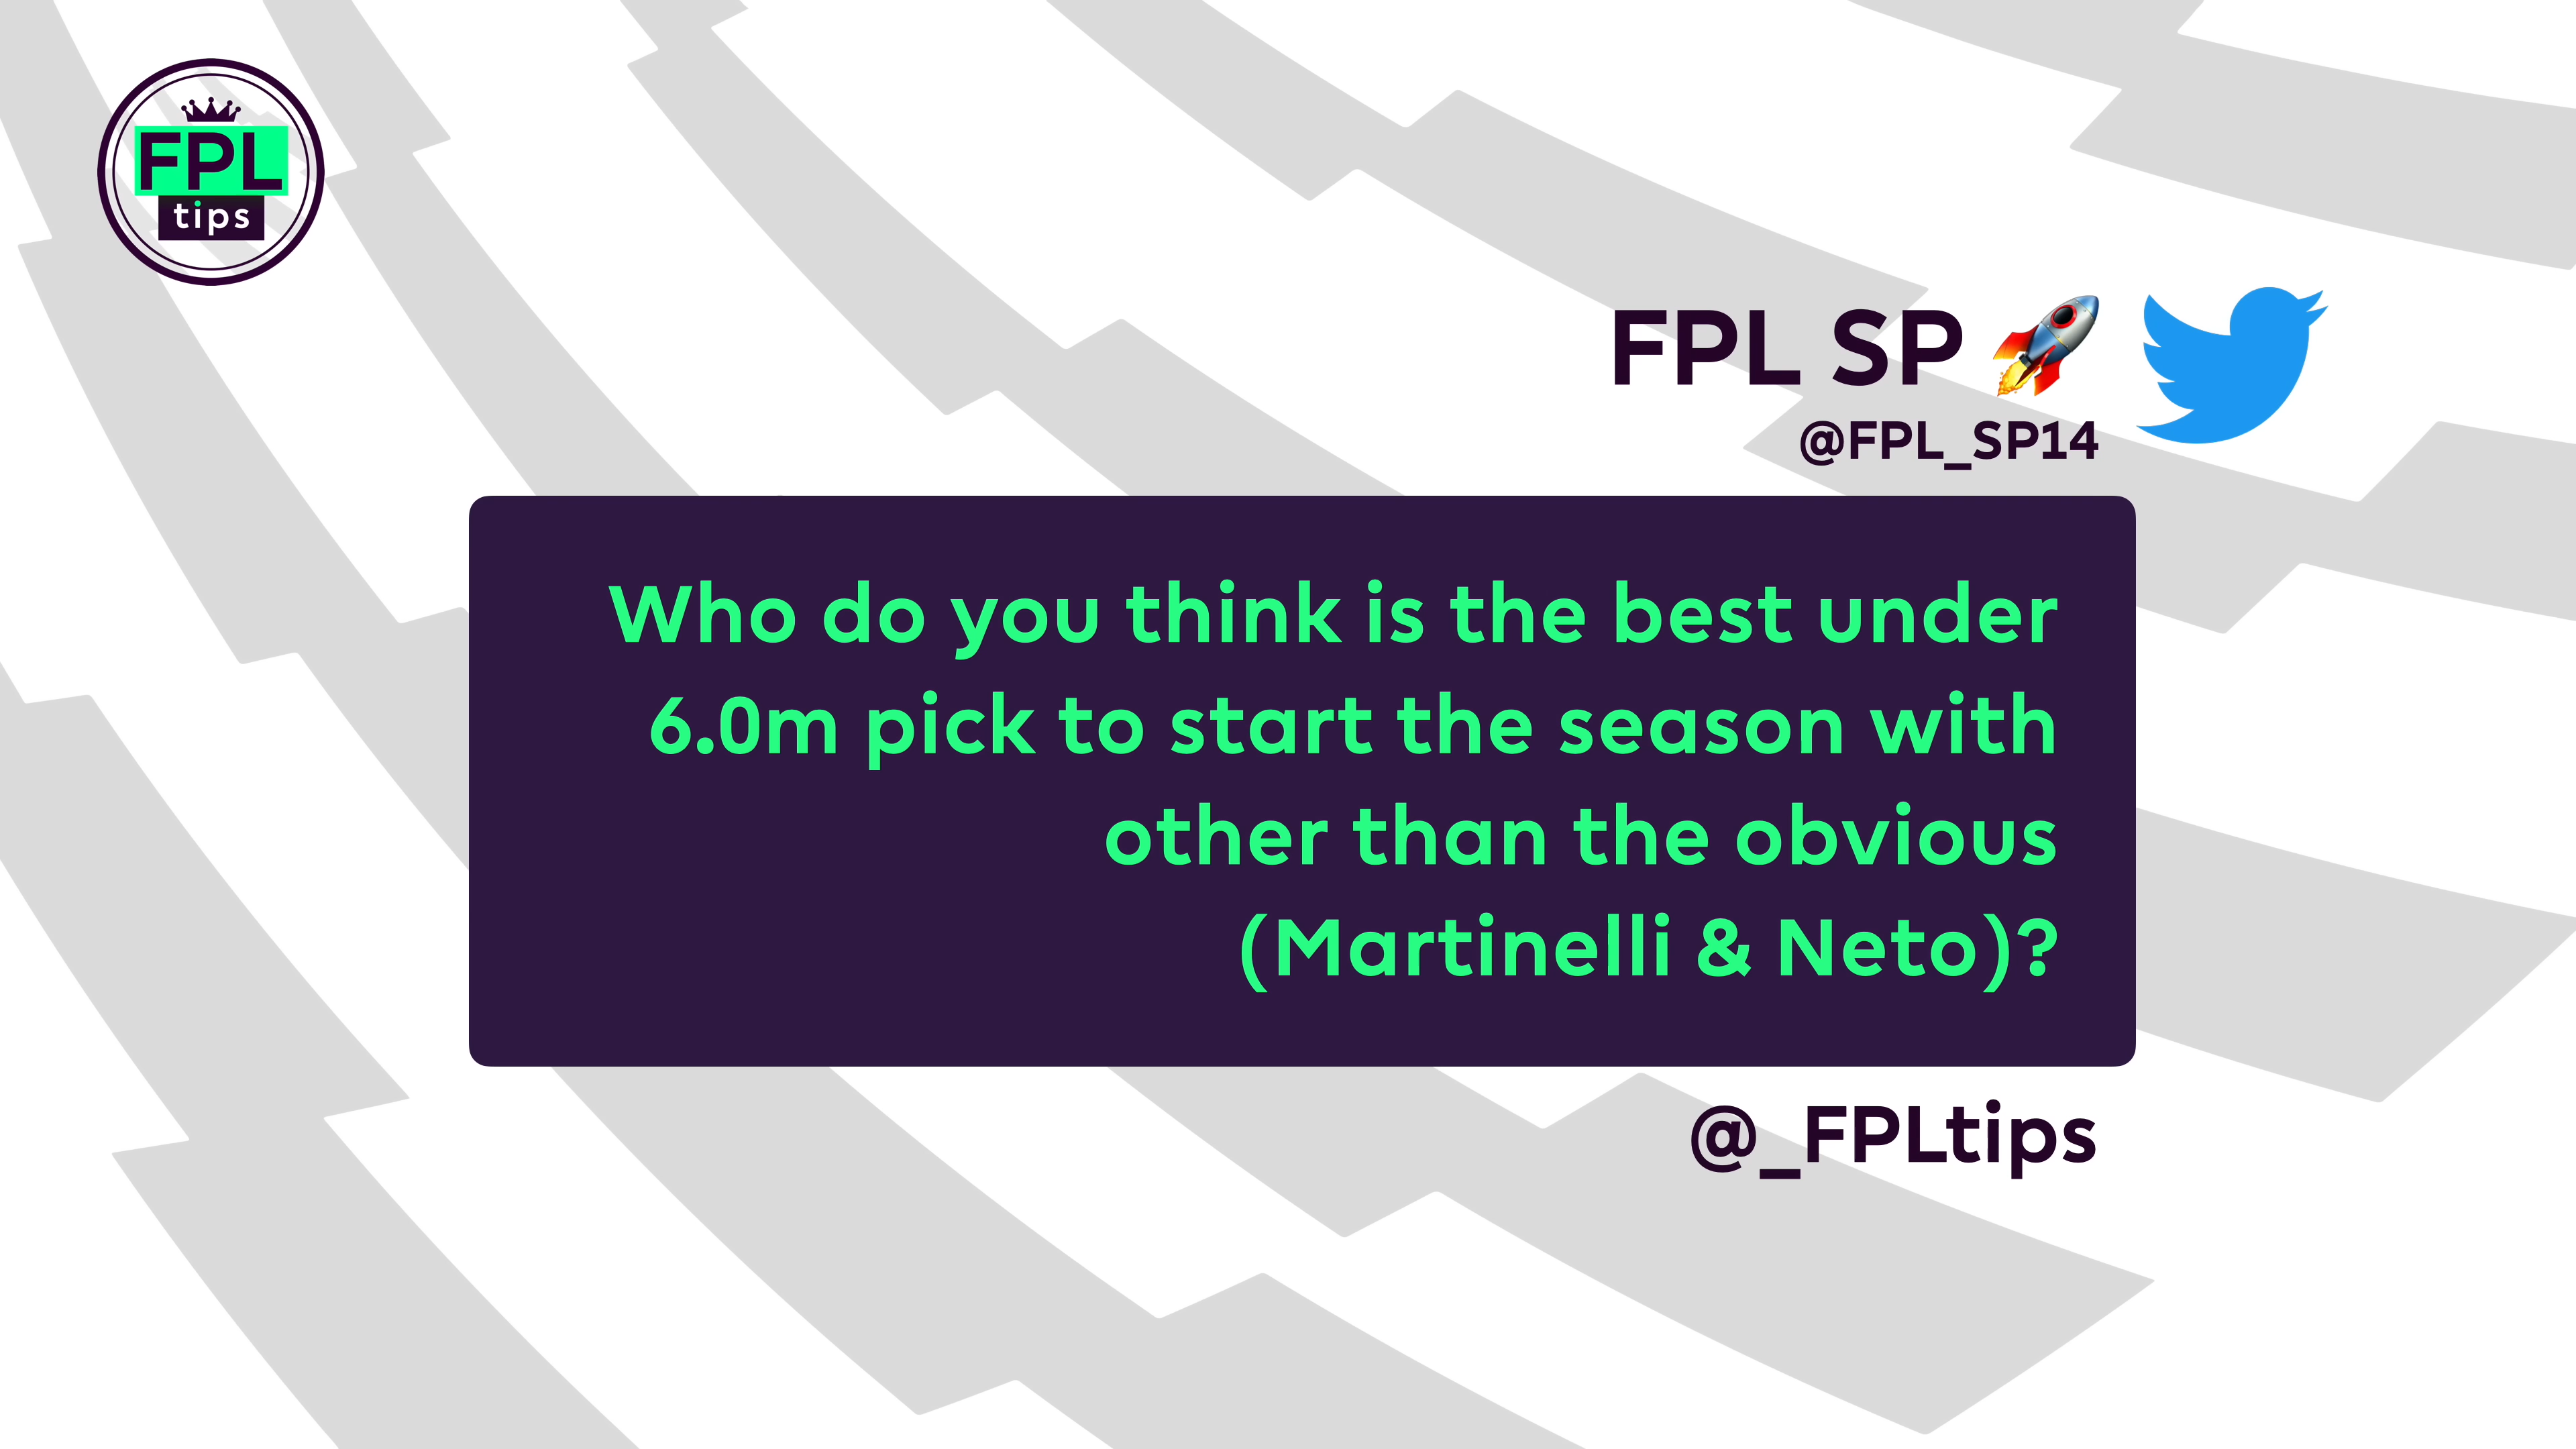 FPL
tips
FPL SP 🚀
@FPL_SP14
Who do you think is the best under
6.0m pick to start the season with
other than the obvious
(Martinelli & Neto)?
@_FPLtips